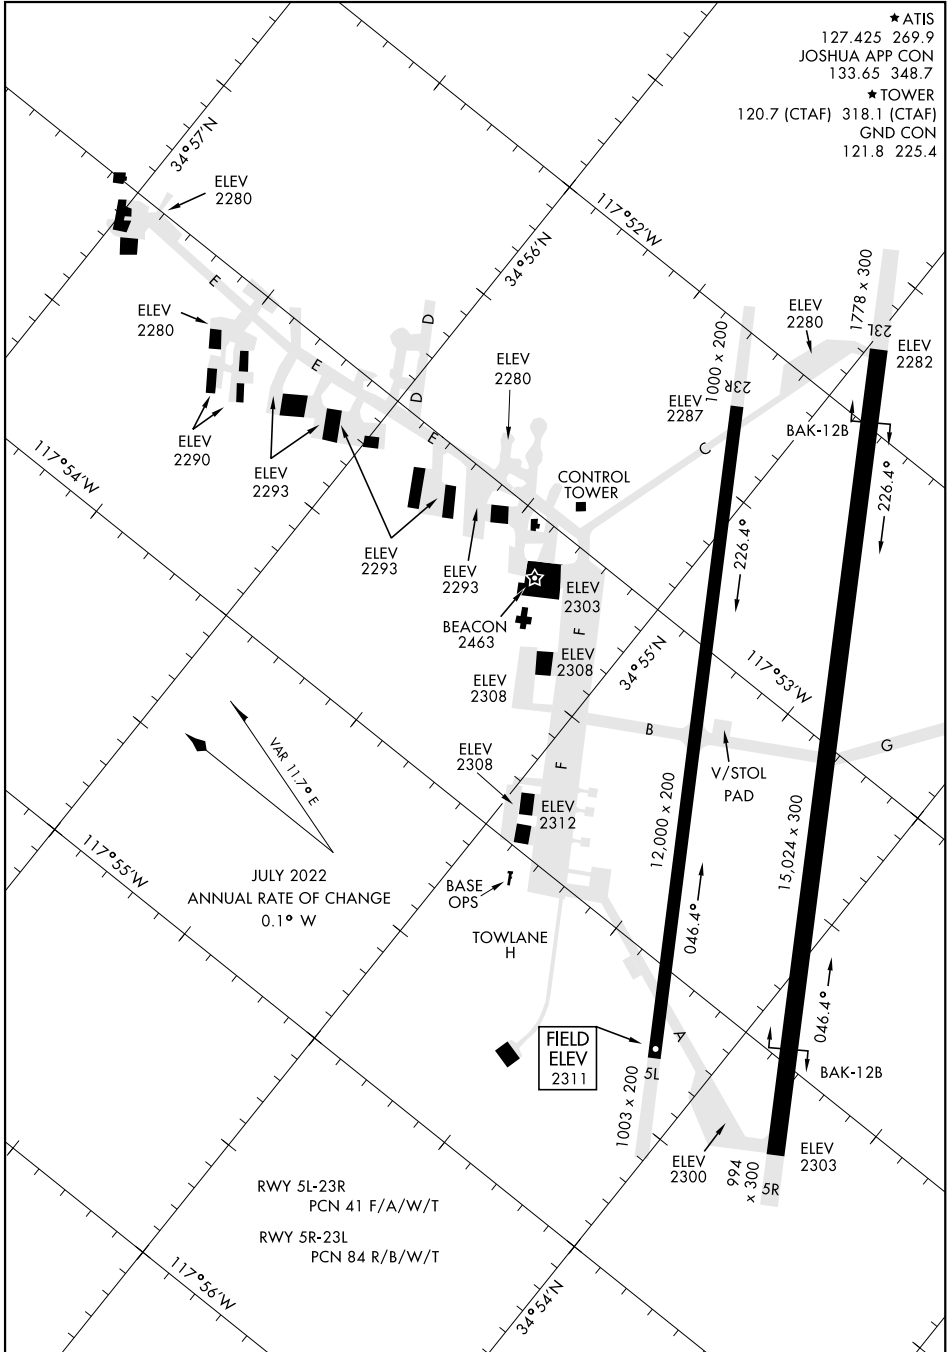 ★ ATIS
127.425 269.9
JOSHUA APP CON
133.65 348.7
★ TOWER
120.7 (CTAF) 318.1 (CTAF)
GND CON
121.8 225.4
34°57'N
ELEV
2280
117°52'W
34°56'N
1778 x 300
23L
ELEV
2280
ELEV
2282
E
ELEV
2280
D
E
D
ELEV
2280
1000 x 200
23R
ELEV
2287
BAK-12B
E
C
ELEV
2290
ELEV
2293
117°54'W
CONTROL
TOWER
226.4°
226.4°
ELEV
2293
ELEV
2293
ELEV
2303
BEACON
2463
F
ELEV
2308
ELEV
2308
34°55'N
117°53'W
B
G
VAR 11.7° E
V/STOL
PAD
ELEV
2308
F
ELEV
2312
12,000 x 200
15,024 x 300
117°55'W
JULY 2022
ANNUAL RATE OF CHANGE
0.1° W
BASE
OPS
TOWLANE
H
046.4°
046.4°
A
FIELD
ELEV
2311
5L
BAK-12B
1003 x 200
ELEV
2300
994
x 300
5R
ELEV
2303
RWY 5L-23R
PCN 41 F/A/W/T
RWY 5R-23L
PCN 84 R/B/W/T
117°56'W
34°54'N